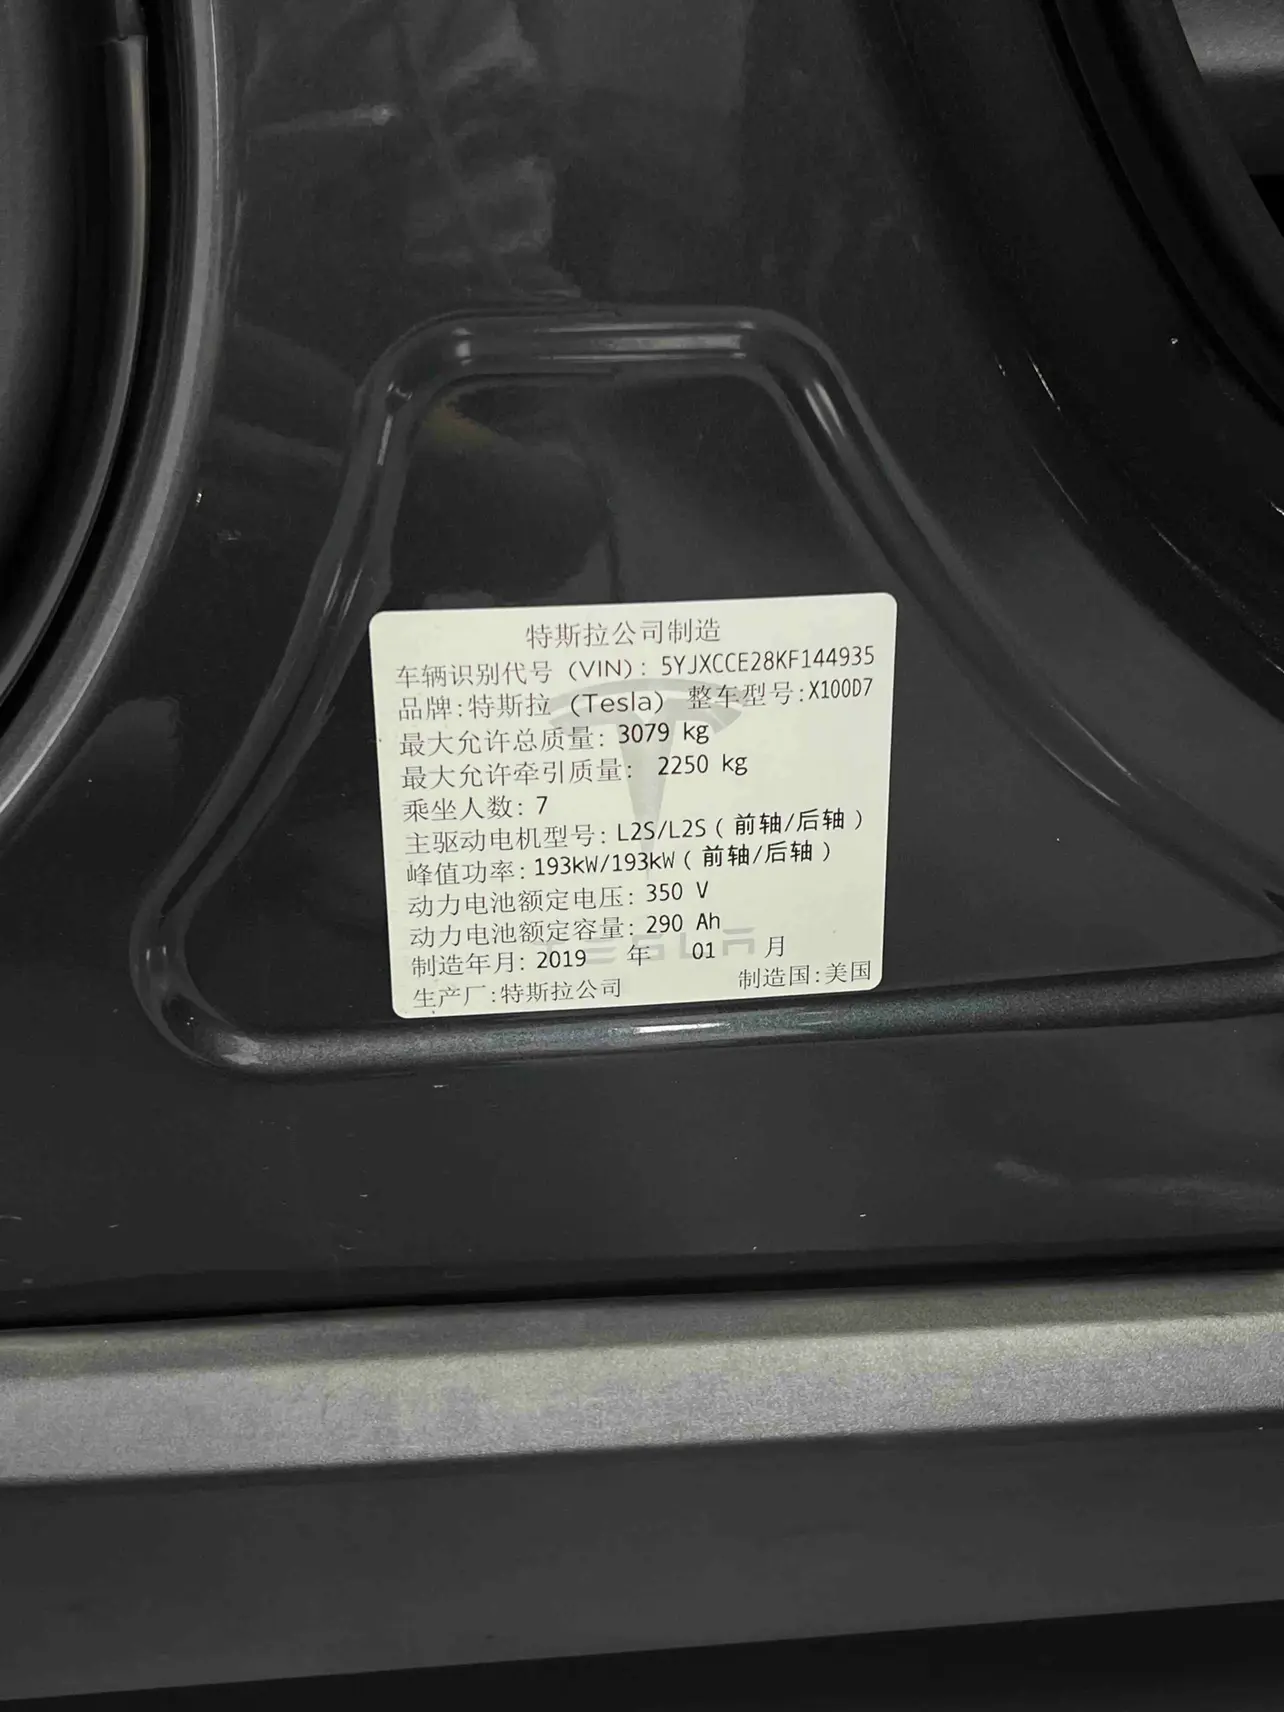 特斯拉公司制造
车辆识别代号（VIN）: 5YJXCCE28KF144935
品牌:特斯拉（Tesla） 整车型号:X100D7
最大允许总质量: 3079 kg
最大允许牵引质量: 2250 kg
乘坐人数: 7
主驱动电机型号: L2S/L2S（前轴/后轴）
峰值功率: 193kW/193kW（前轴/后轴）
动力电池额定电压: 350 V
动力电池额定容量: 290 Ah
TESLA
制造年月: 2019 年 01 月
生产厂:特斯拉公司 制造国:美国